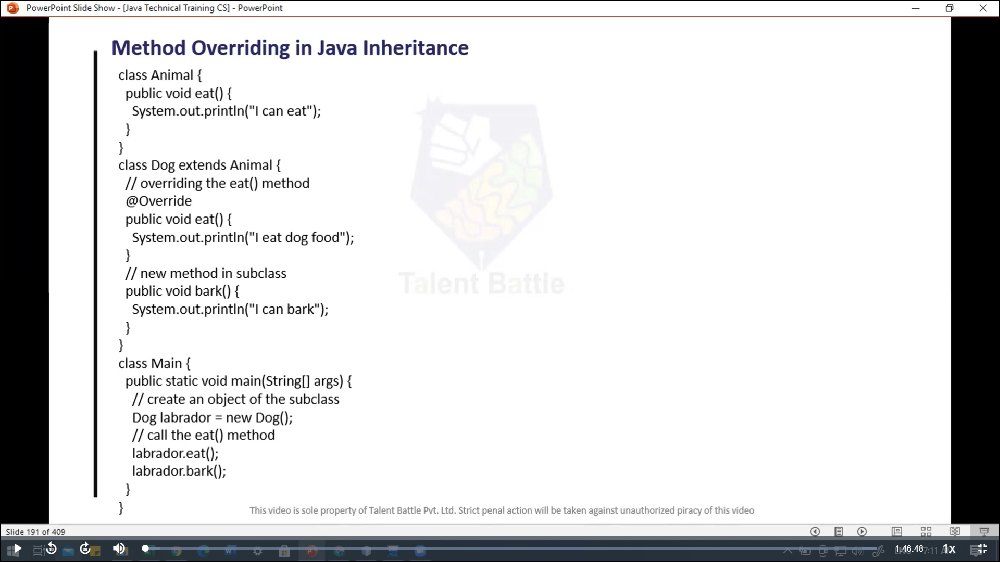 PowerPoint Slide Show - [Java Technical Training CS] - PowerPoint
Method Overriding in Java Inheritance
class Animal {
public void eat() {
System.out.println("I can eat");
}
}
class Dog extends Animal {
// overriding the eat() method
@Override
public void eat() {
System.out.println("I eat dog food");
}
// new method in subclass
public void bark() {
System.out.println("I can bark");
}
}
class Main {
public static void main(String[] args) {
// create an object of the subclass
Dog labrador = new Dog();
// call the eat() method
labrador.eat();
labrador.bark();
}
}
Talent Battle
This video is sole property of Talent Battle Pvt. Ltd. Strict penal action will be taken against unauthorized piracy of this video
Slide 191 of 409
10
30
-1:46:48
7:11
1x